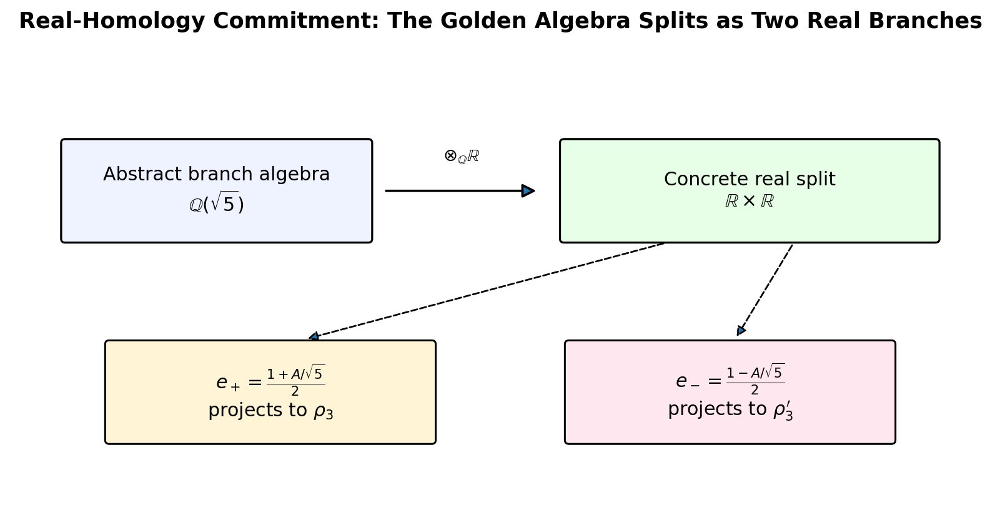 Real-Homology Commitment: The Golden Algebra Splits as Two Real Branches
Abstract branch algebra
ℚ(√5)
⊗_ℚ ℝ
Concrete real split
ℝ × ℝ
e₊ = (1 + A/√5)/2
projects to ρ₃
e₋ = (1 − A/√5)/2
projects to ρ′₃